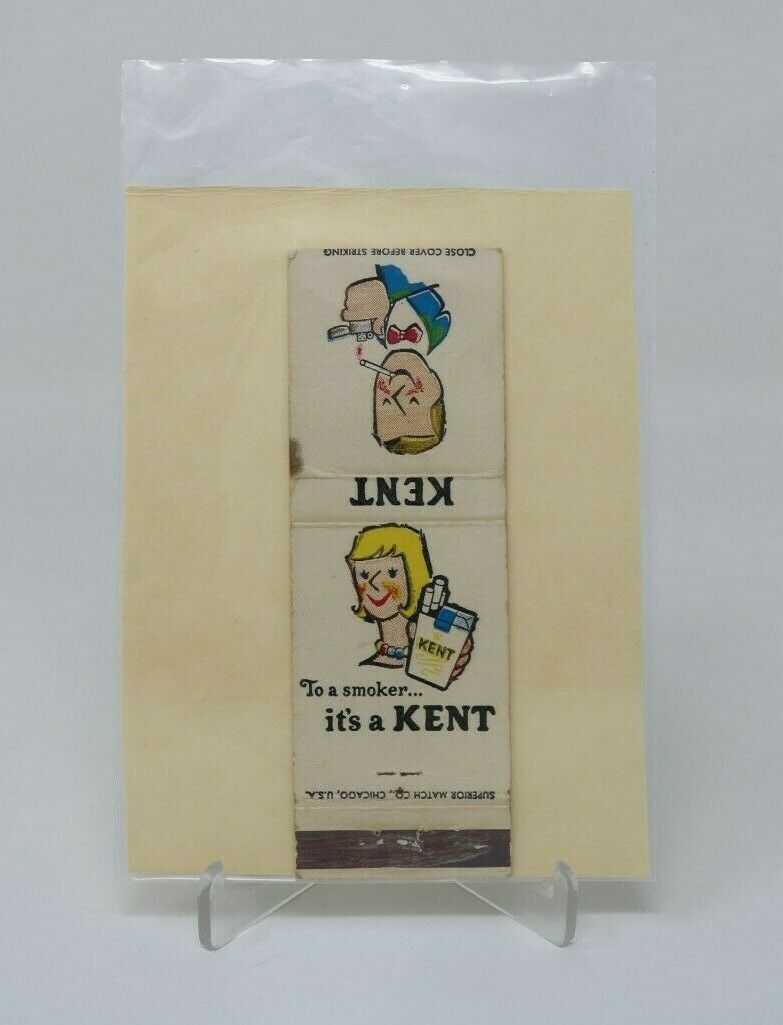 CLOSE COVER BEFORE STRIKING
KENT
KENT
To a smoker...
it's a KENT
SUPERIOR MATCH CO., CHICAGO, U.S.A.